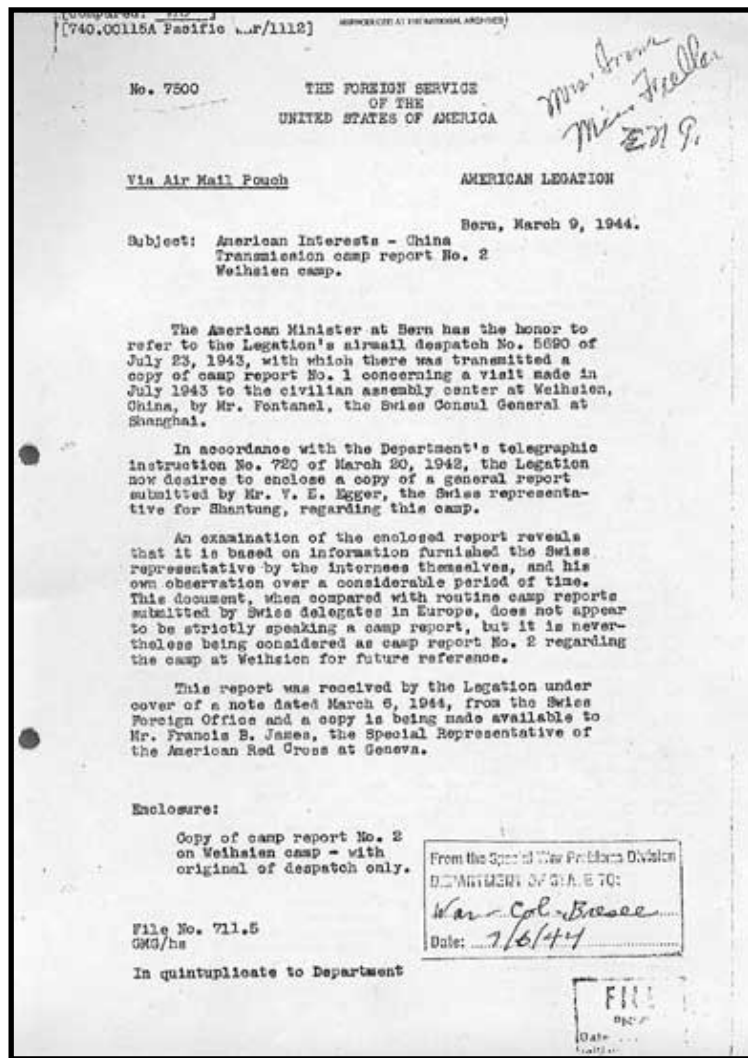 [740.00115A Pacific War/1112]
REPRODUCED AT THE NATIONAL ARCHIVES
No. 7500
THE FOREIGN SERVICE
OF THE
UNITED STATES OF AMERICA
Via Air Mail Pouch
AMERICAN LEGATION
Bern, March 9, 1944.
Subject: American Interests - China
Transmission camp report No. 2
Weihsien camp.
The American Minister at Bern has the honor to
refer to the Legation's airmail despatch No. 5690 of
July 23, 1943, with which there was transmitted a
copy of camp report No. 1 concerning a visit made in
July 1943 to the civilian assembly center at Weihsien,
China, by Mr. Fontanel, the Swiss Consul General at
Shanghai.
In accordance with the Department's telegraphic
instruction No. 720 of March 20, 1942, the Legation
now desires to enclose a copy of a general report
submitted by Mr. V. E. Egger, the Swiss representa-
tive for Shantung, regarding this camp.
An examination of the enclosed report reveals
that it is based on information furnished the Swiss
representative by the internees themselves, and his
own observation over a considerable period of time.
This document, when compared with routine camp reports
submitted by Swiss delegates in Europe, does not appear
to be strictly speaking a camp report, but it is never-
theless being considered as camp report No. 2 regarding
the camp at Weihsien for future reference.
This report was received by the Legation under
cover of a note dated March 6, 1944, from the Swiss
Foreign Office and a copy is being made available to
Mr. Francis B. James, the Special Representative of
the American Red Cross at Geneva.
Enclosure:
Copy of camp report No. 2
on Weihsien camp - with
original of despatch only.
From the Special War Problems Division
DEPARTMENT OF STATE TO:
War - Col. Bresee
Date: 7/6/44
File No. 711.5
GMG/hs
In quintuplicate to Department
Date